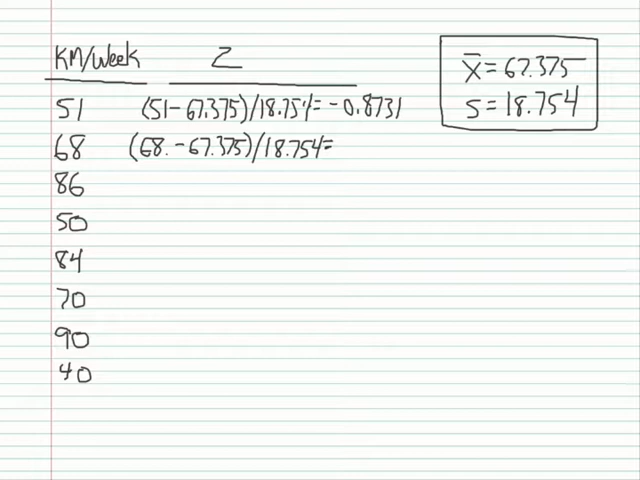 KM/Week Z
51 (51-67.375)/18.754= -0.8731
68 (68.-67.375)/18.754=
86
50
84
70
90
40
x̄ = 67.375
s = 18.754